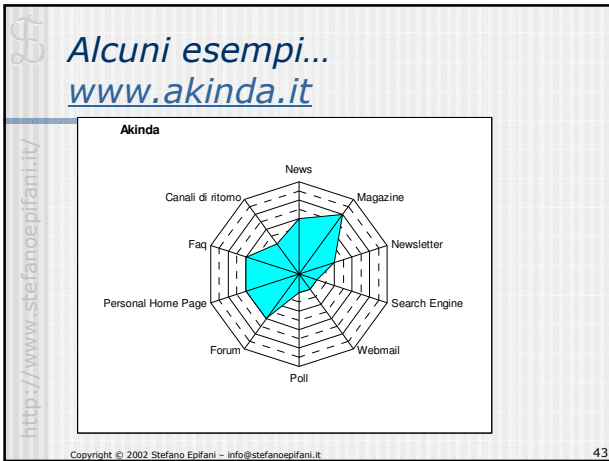 Alcuni esempi…
www.akinda.it
Akinda
News
Magazine
Newsletter
Search Engine
Webmail
Poll
Forum
Personal Home Page
Faq
Canali di ritorno
http://www.stefanoepifani.it/
Copyright © 2002 Stefano Epifani – info@stefanoepifani.it
43